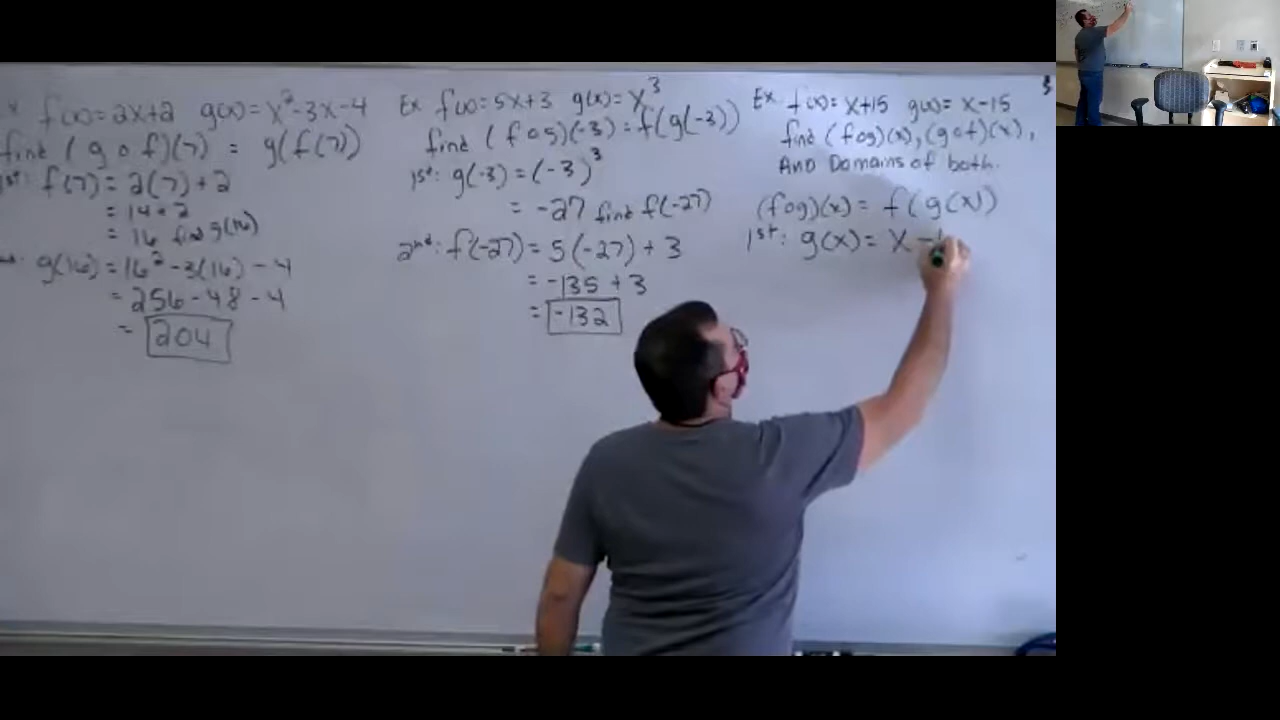 f(x) = 2x+2 g(x) = x² - 3x - 4
find (g ∘ f)(7) = g(f(7))
1st: f(7) = 2(7) + 2
= 14 + 2
= 16 find g(16)
g(16) = 16² - 3(16) - 4
= 256 - 48 - 4
= 204
Ex f(x) = 5x+3 g(x) = x³
find (f ∘ g)(-3) = f(g(-3))
1st: g(-3) = (-3)³
= -27 find f(-27)
2nd: f(-27) = 5(-27) + 3
= -135 + 3
= -132
Ex f(x) = x+15 g(x) = x-15
find (f∘g)(x), (g∘f)(x),
AND Domains of both.
(f∘g)(x) = f(g(x))
1st: g(x) = x -